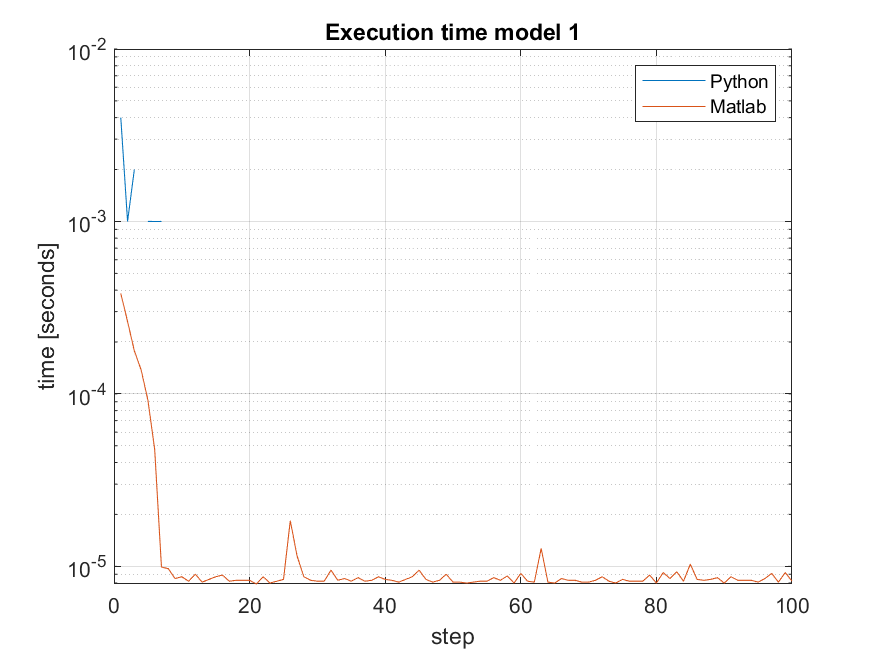 Execution time model 1
10-2
10-3
10-4
10-5
time [seconds]
Python
Matlab
0 20 40 60 80 100
step